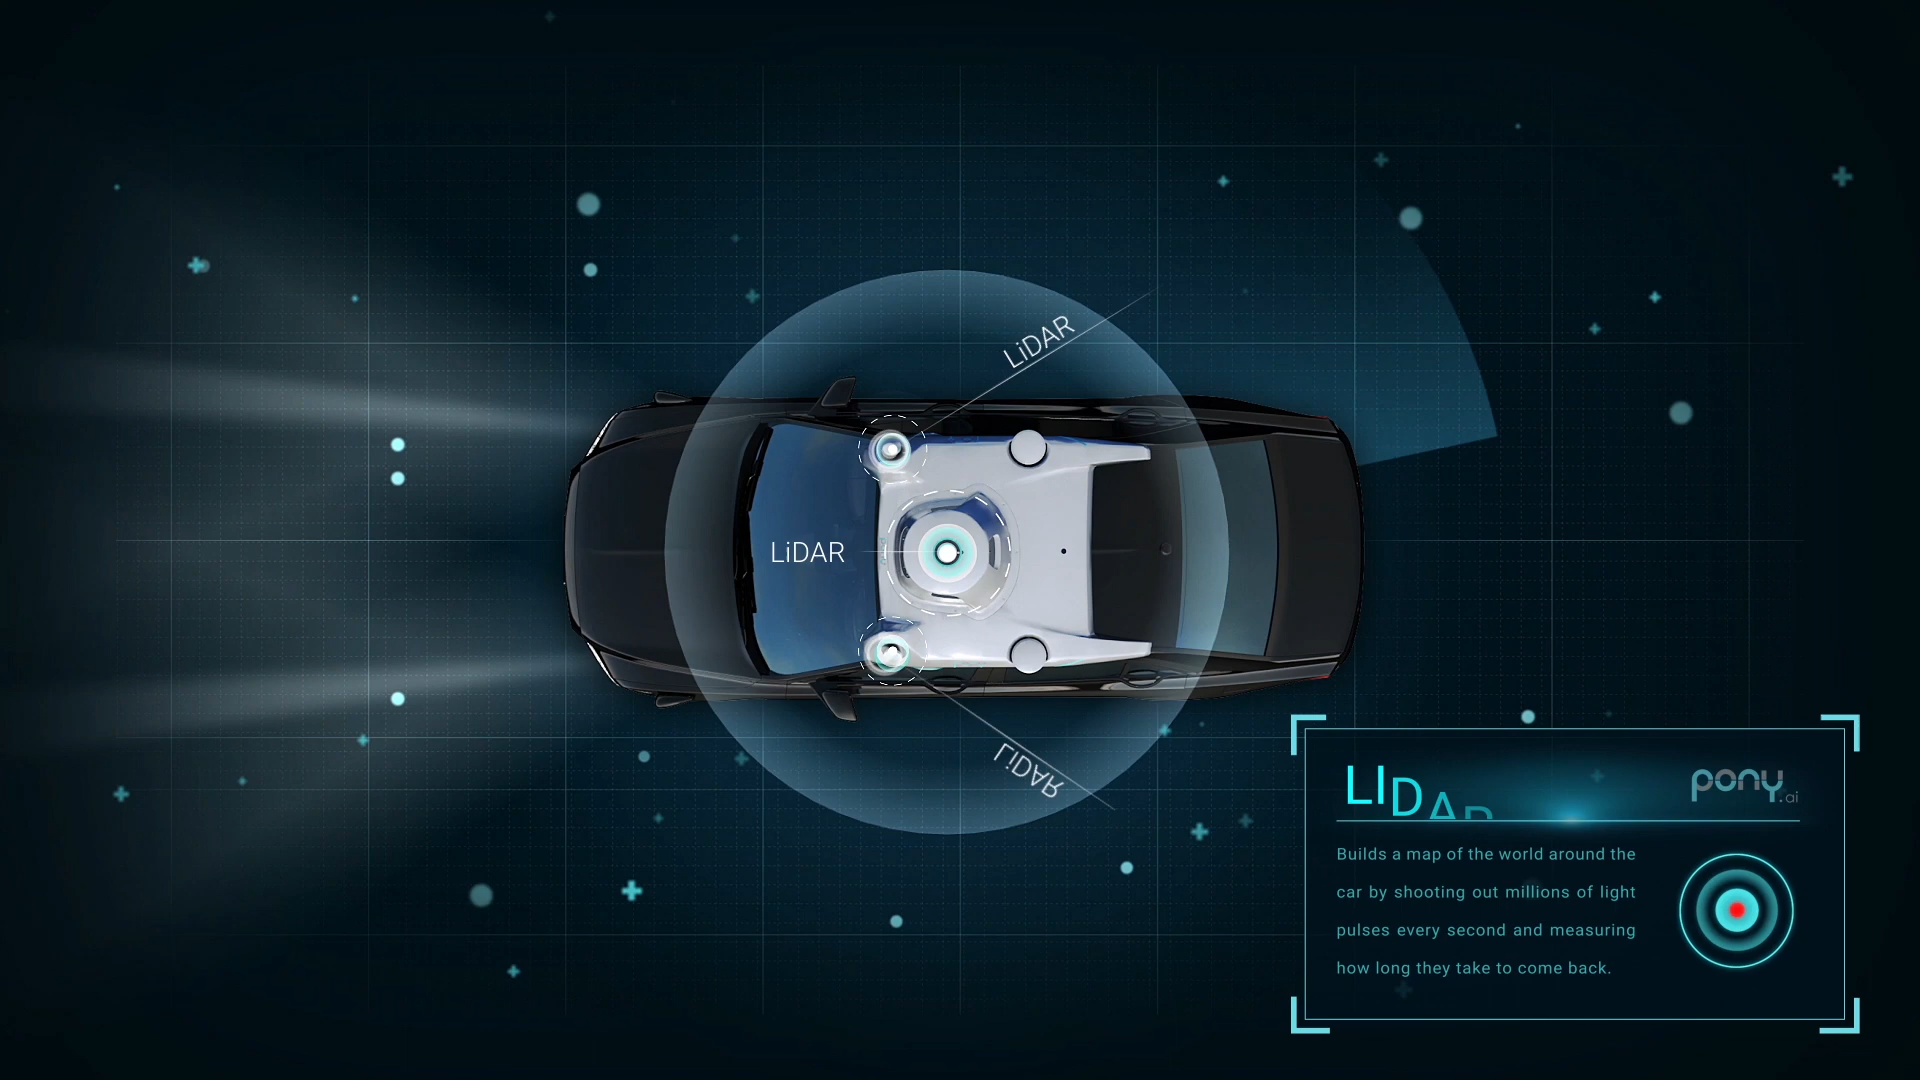 LiDAR
LiDAR
LiDAR
LIDAR
pony.ai
Builds a map of the world around the
car by shooting out millions of light
pulses every second and measuring
how long they take to come back.